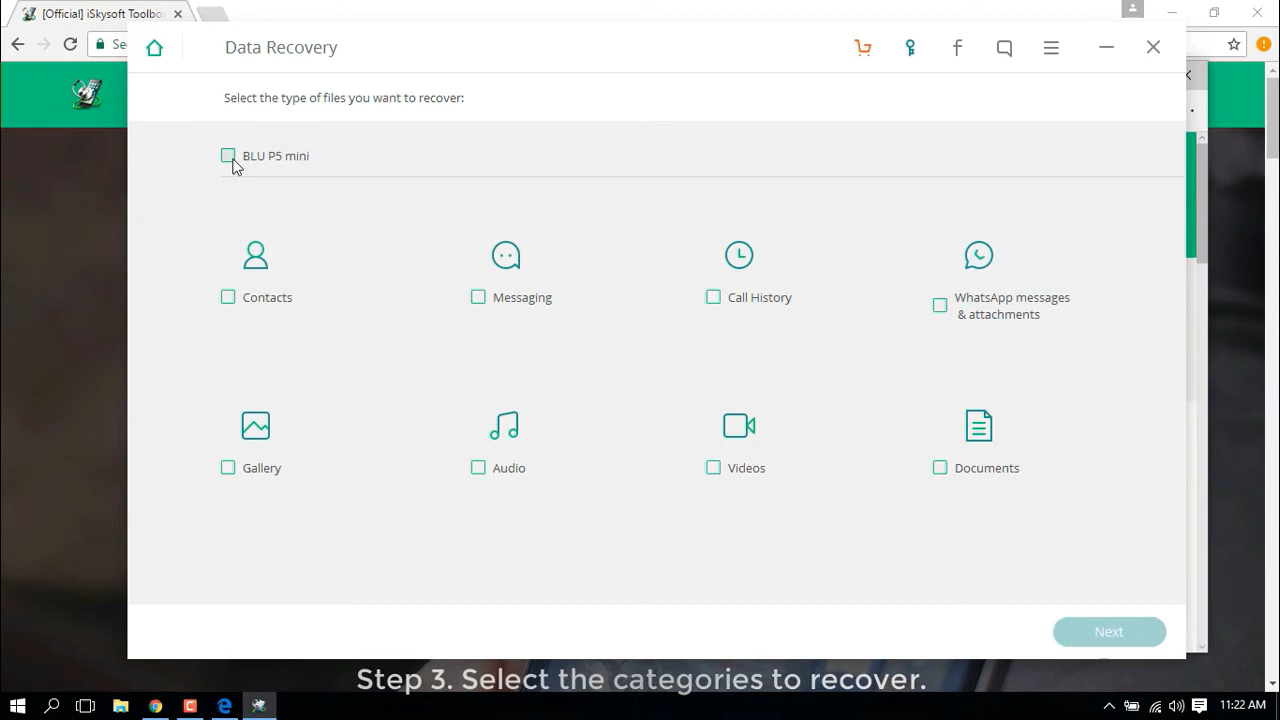 [Official] iSkysoft Toolbo
Se
Data Recovery
Select the type of files you want to recover:
BLU P5 mini
Contacts
Messaging
Call History
WhatsApp messages
& attachments
Gallery
Audio
Videos
Documents
Next
Step 3. Select the categories to recover.
11:22 AM